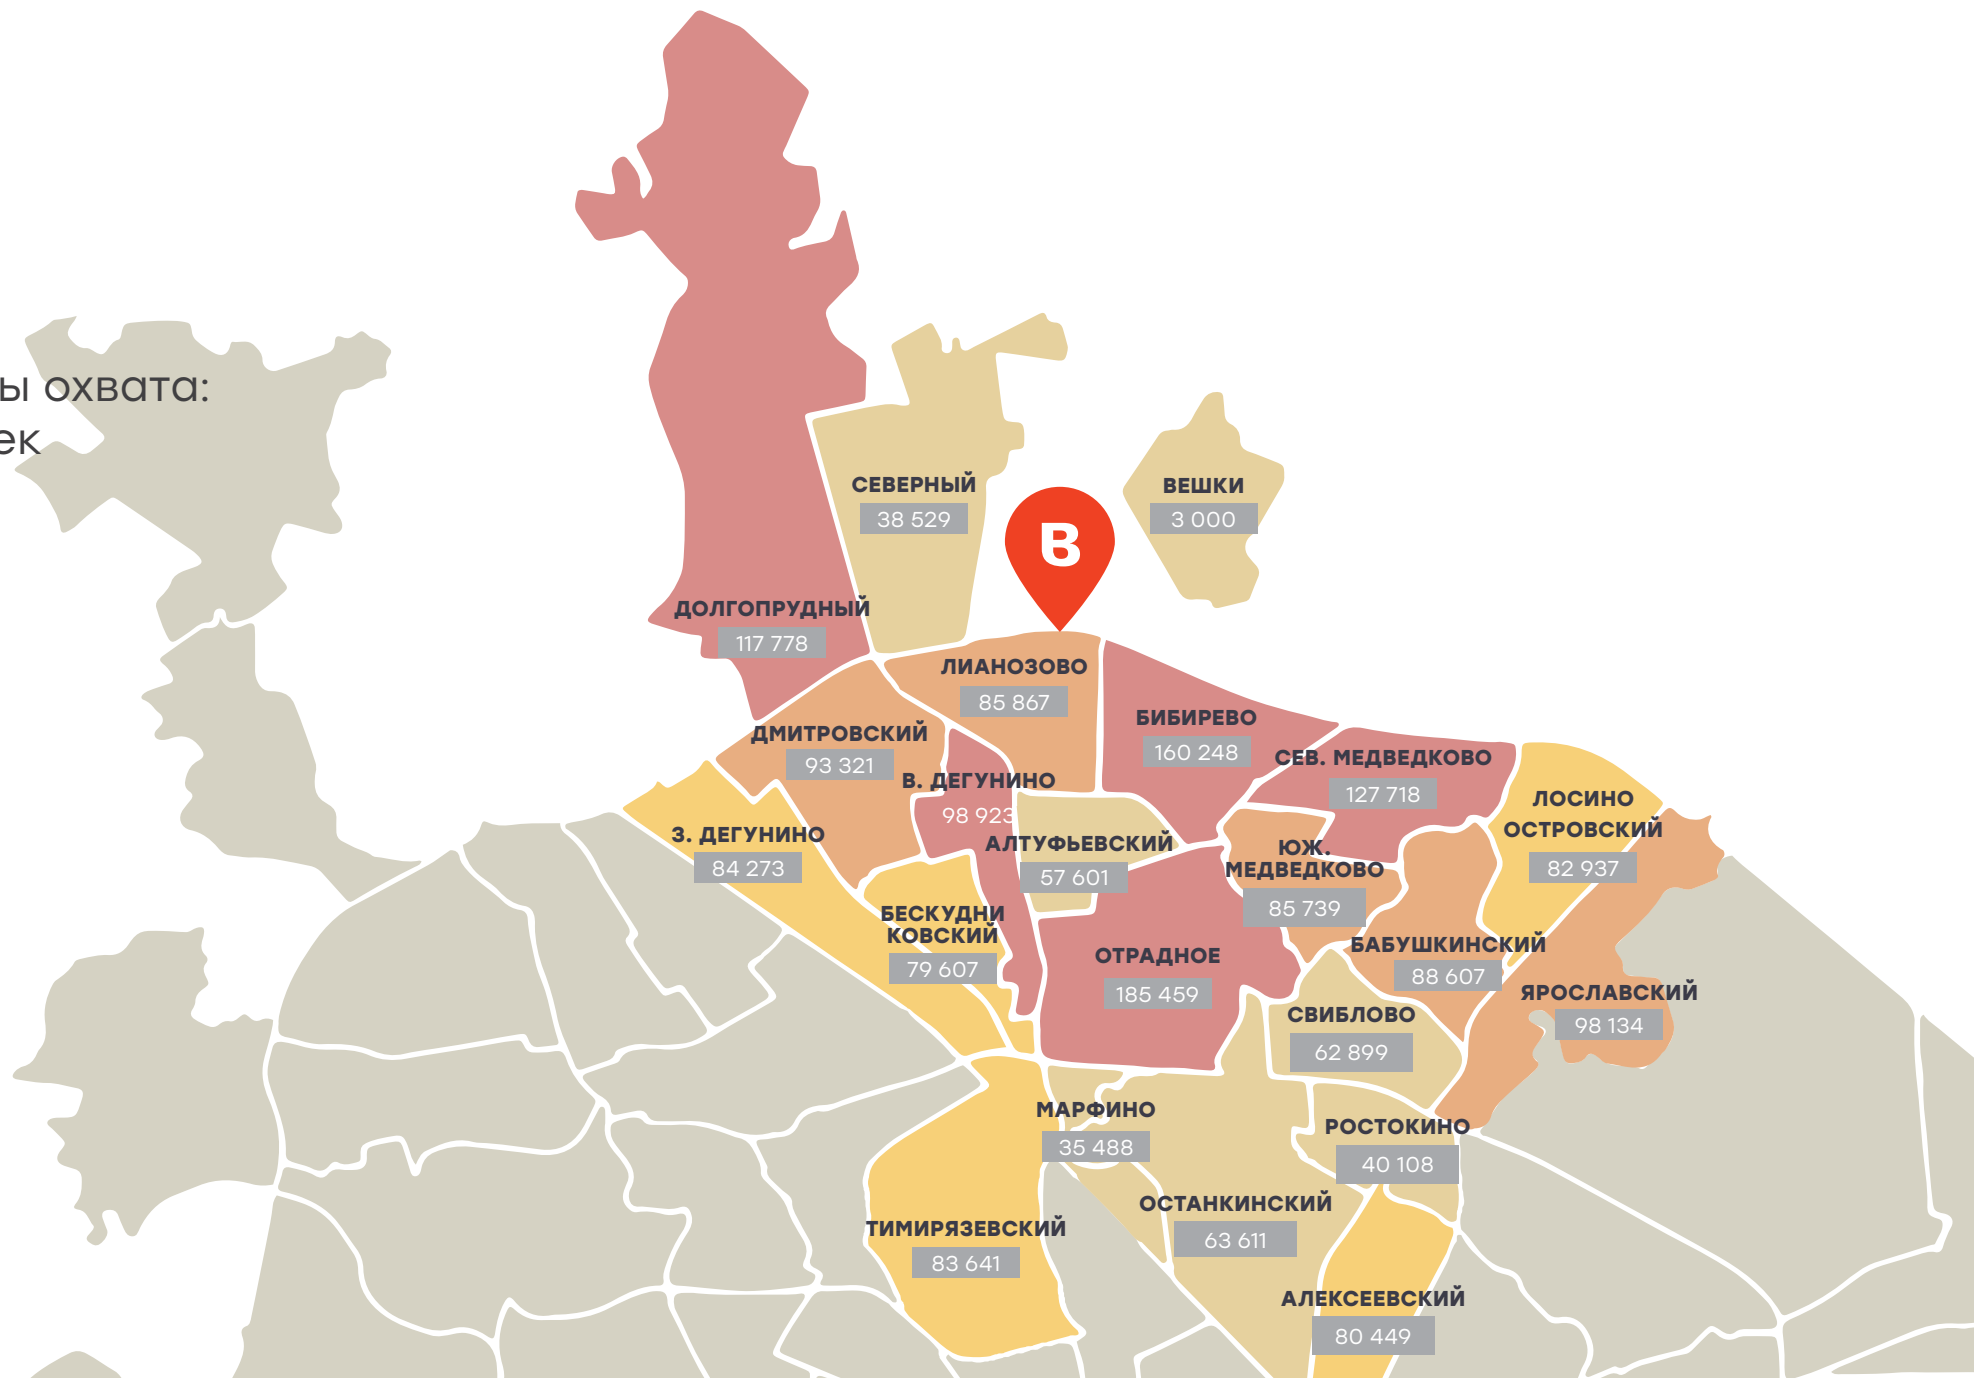 ы охвата:
ек
СЕВЕРНЫЙ
38 529
ВЕШКИ
3 000
В
ДОЛГОПРУДНЫЙ
117 778
ЛИАНОЗОВО
85 867
БИБИРЕВО
160 248
ДМИТРОВСКИЙ
93 321
СЕВ. МЕДВЕДКОВО
127 718
В. ДЕГУНИНО
98 923
ЛОСИНО
ОСТРОВСКИЙ
82 937
З. ДЕГУНИНО
84 273
АЛТУФЬЕВСКИЙ
57 601
ЮЖ.
МЕДВЕДКОВО
85 739
БЕСКУДНИ
КОВСКИЙ
79 607
ОТРАДНОЕ
185 459
БАБУШКИНСКИЙ
88 607
ЯРОСЛАВСКИЙ
98 134
СВИБЛОВО
62 899
МАРФИНО
35 488
РОСТОКИНО
40 108
ОСТАНКИНСКИЙ
63 611
ТИМИРЯЗЕВСКИЙ
83 641
АЛЕКСЕЕВСКИЙ
80 449